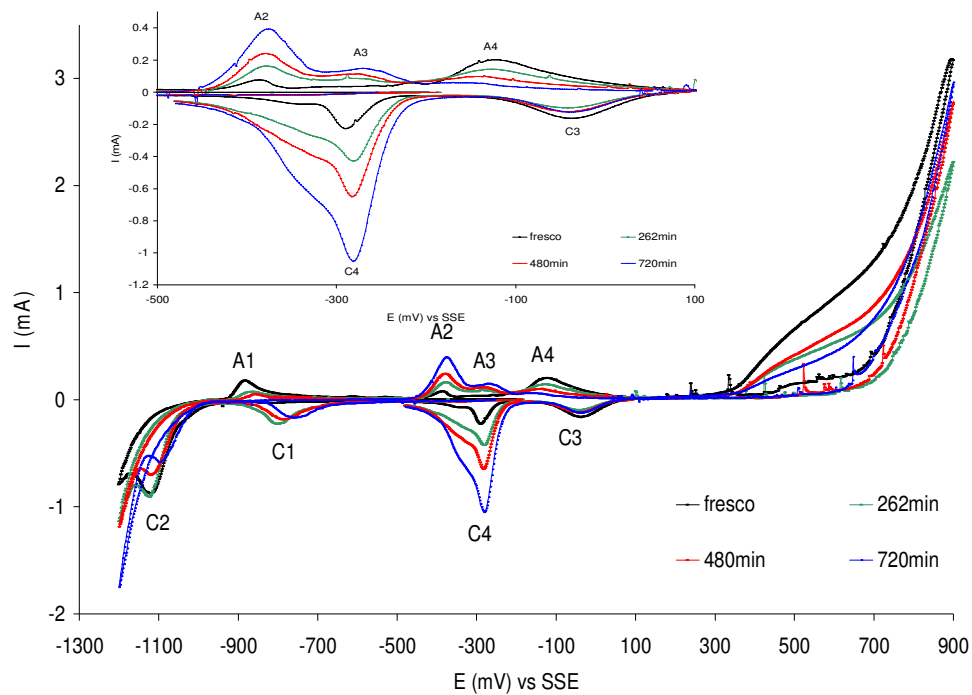 A2
A3
A4
0.4
0.2
0
-0.2
-0.4
-0.6
-0.8
-1
-1.2
I (mA)
C3
C4
fresco
262min
480min
720min
-500
-300
-100
100
E (mV) vs SSE
3
2
1
0
-1
-2
I (mA)
A1
A2
A3
A4
C1
C2
C3
C4
fresco
262min
480min
720min
-1300 -1100 -900 -700 -500 -300 -100 100 300 500 700 900
E (mV) vs SSE